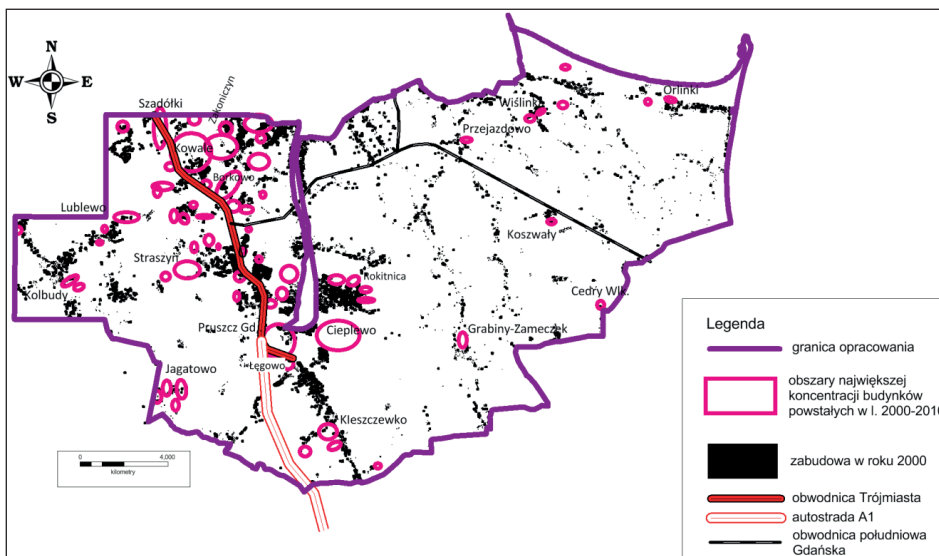 N
W E
S
Szadółki
Zakoniczyn
Kowale
Borkowo
Lublewo
Straszyn
Kolbudy
Rokitnica
Pruszcz Gd.
Cieplewo
Łęgowo
Jagatowo
Kleszczewko
Wiślinki
Orlinki
Przejazdowo
Koszwały
Cedry Wlk.
Grabiny-Zameczek
0 4,000
kilometry
Legenda
granica opracowania
obszary największej
koncentracji budynków
powstałych w l. 2000-2010
zabudowa w roku 2000
obwodnica Trójmiasta
autostrada A1
obwodnica południowa
Gdańska